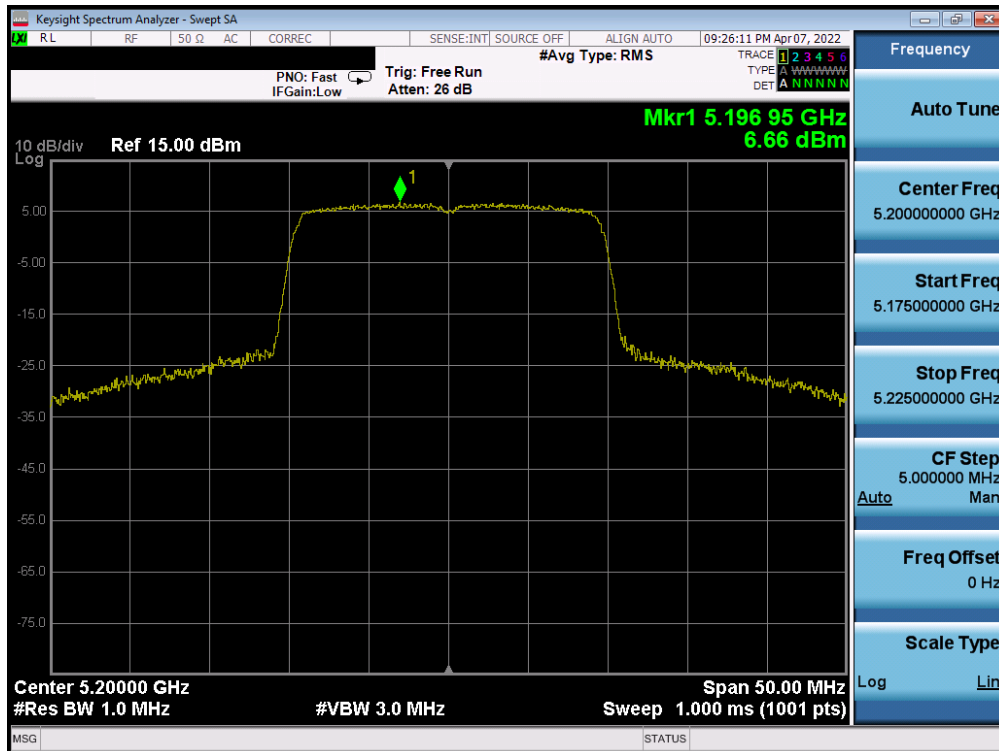 Keysight Spectrum Analyzer - Swept SA
LXI RL RF 50 Ω AC CORREC SENSE:INT SOURCE OFF ALIGN AUTO 09:26:11 PM Apr 07, 2022
#Avg Type: RMS
TRACE 1 2 3 4 5 6
PNO: Fast Trig: Free Run
TYPE A WWWWW
IFGain:Low Atten: 26 dB
DET A N N N N N
Mkr1 5.196 95 GHz
6.66 dBm
10 dB/div Ref 15.00 dBm
Log
1
5.00
-5.00
-15.0
-25.0
-35.0
-45.0
-55.0
-65.0
-75.0
Center 5.20000 GHz Span 50.00 MHz
#Res BW 1.0 MHz #VBW 3.0 MHz Sweep 1.000 ms (1001 pts)
MSG STATUS
Frequency
Auto Tune
Center Freq
5.200000000 GHz
Start Freq
5.175000000 GHz
Stop Freq
5.225000000 GHz
CF Step
5.000000 MHz
Auto Man
Freq Offset
0 Hz
Scale Type
Log Lin